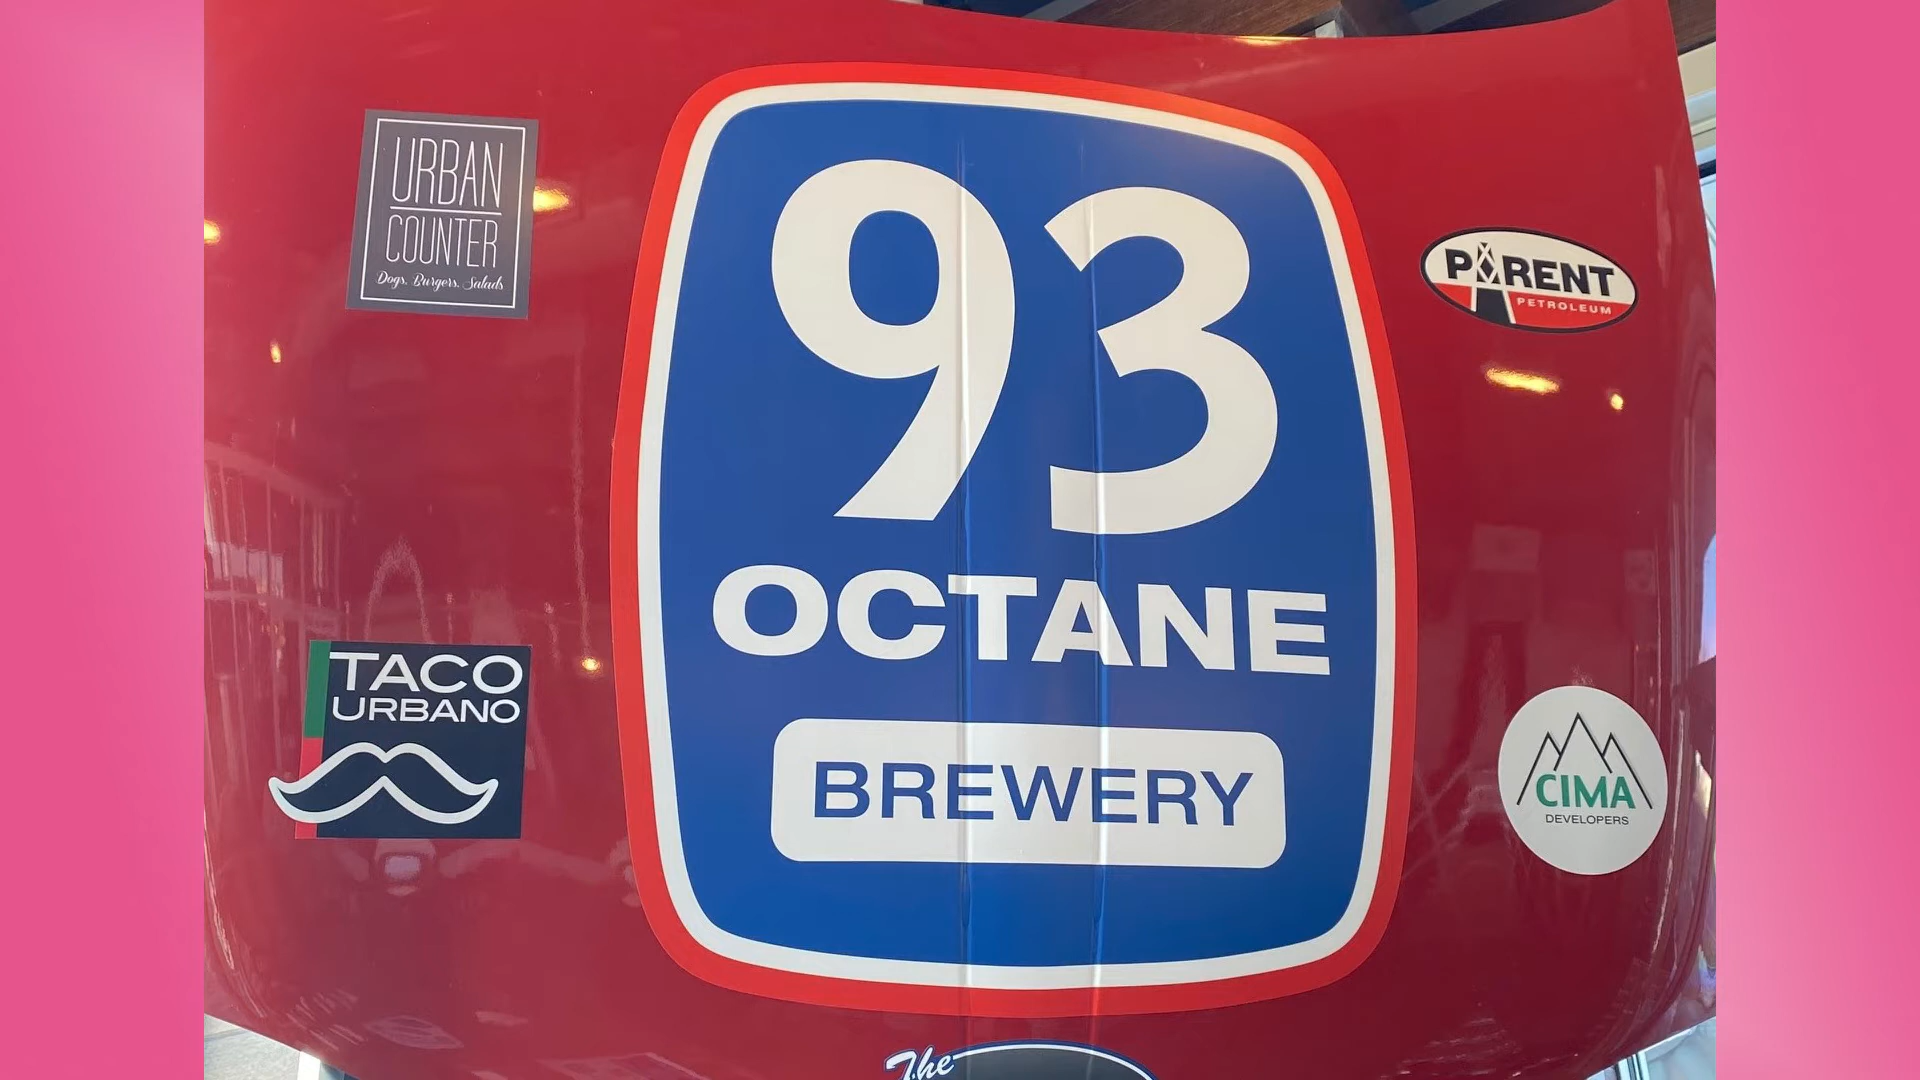 URBAN
COUNTER
Dogs. Burgers. Salads
93
OCTANE
BREWERY
PARENT
PETROLEUM
TACO
URBANO
CIMA
DEVELOPERS
The